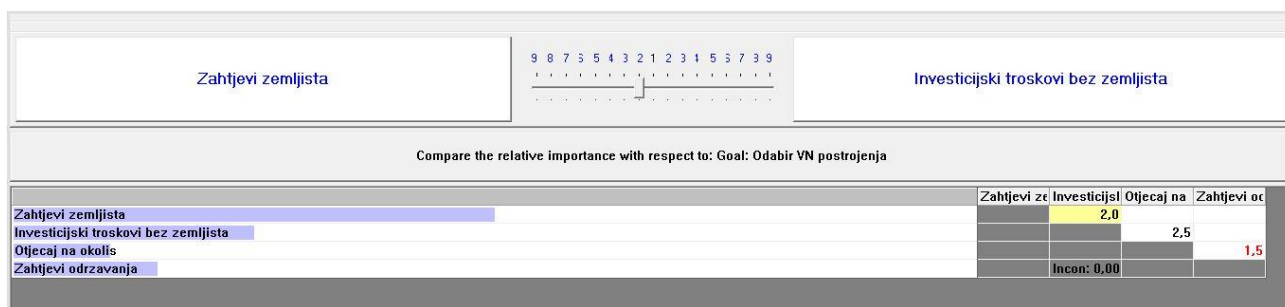 Zahtjevi zemljista
9 8 7 6 5 4 3 2 1 2 3 4 5 6 7 8 9
Investicijski troskovi bez zemljista
Compare the relative importance with respect to: Goal: Odabir VN postrojenja
Zahtjevi ze Investicijsl Otjecaj na Zahtjevi oc
Zahtjevi zemljista 2,0
Investicijski troskovi bez zemljista 2,5
Otjecaj na okolis 1,5
Zahtjevi odrzavanja Incon: 0,00